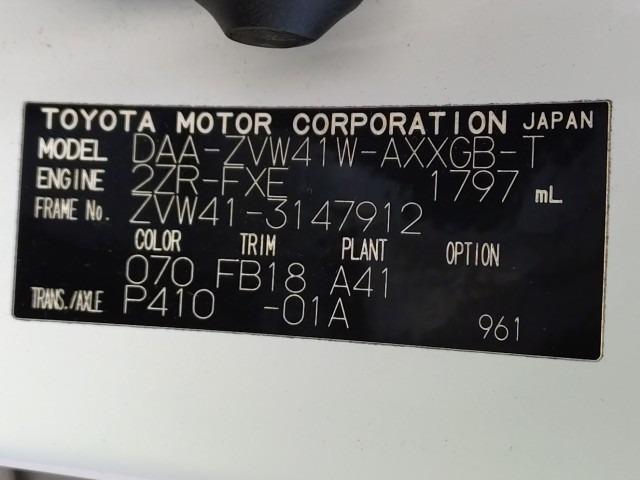 TOYOTA MOTOR CORPORATION JAPAN
MODEL DAA-ZVW41W-AXXGB-T
ENGINE 2ZR-FXE 1797 mL
FRAME No. ZVW41-3147912
COLOR TRIM PLANT OPTION
070 FB18 A41
TRANS./AXLE P410 -01A
961